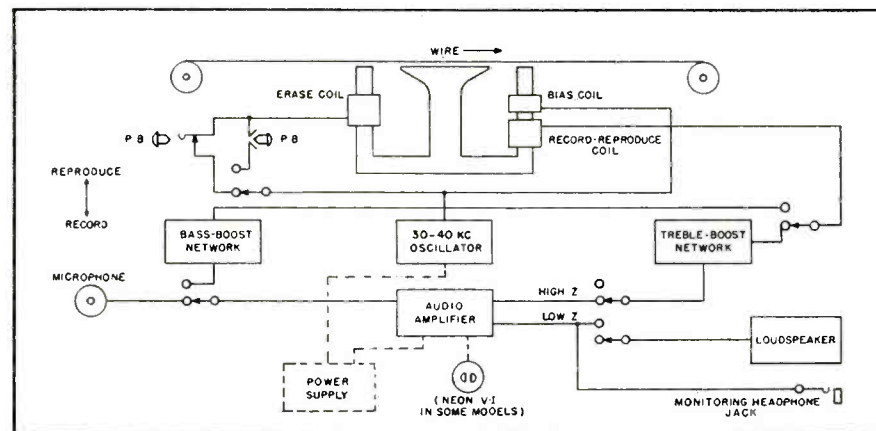 WIRE
ERASE COIL
BIAS COIL
P B
P B
RECORD-REPRODUCE
COIL
REPRODUCE
RECORD
BASS-BOOST
NETWORK
30-40 KC
OSCILLATOR
TREBLE-BOOST
NETWORK
MICROPHONE
HIGH Z
AUDIO
AMPLIFIER
LOW Z
LOUDSPEAKER
POWER
SUPPLY
(NEON V-I
IN SOME MODELS)
MONITORING HEADPHONE
JACK